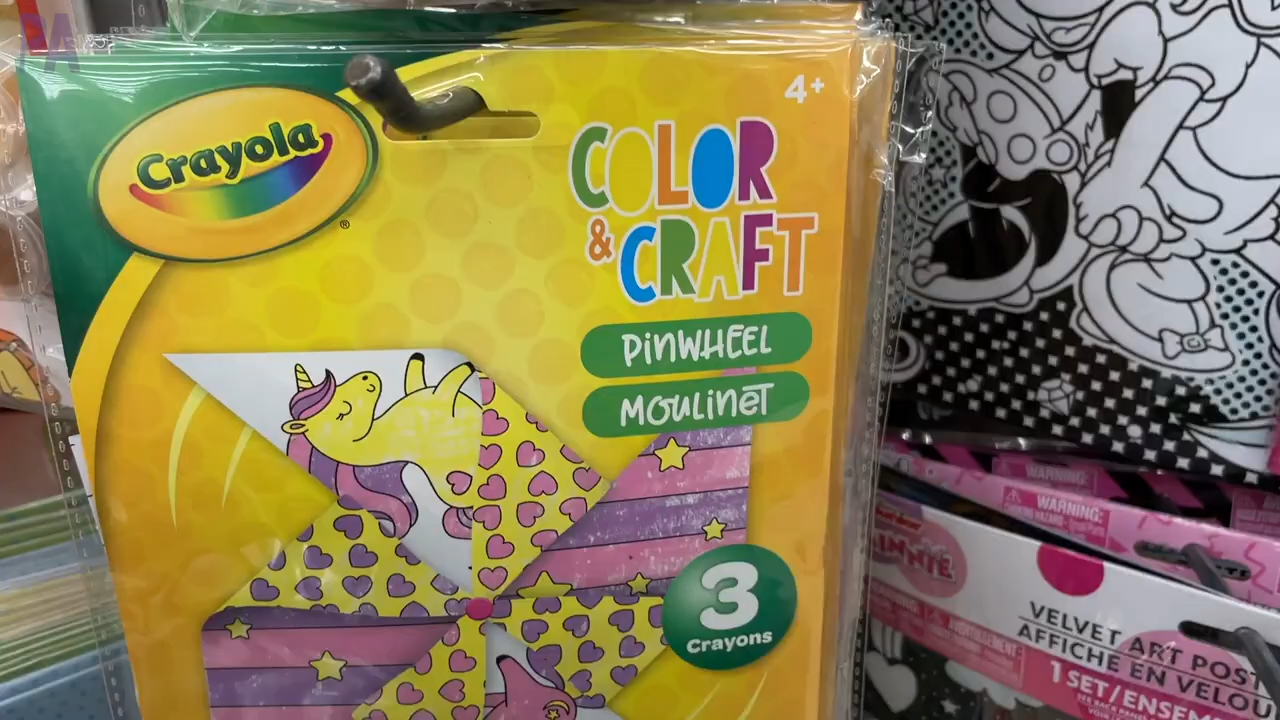 Crayola
®
4+
COLOR
& CRAFT
PINWHEEL
MOULINET
3
Crayons
WARNING:
WARNING:
MINNIE
VELVET ART POST
AFFICHE EN VELOU
1 SET/ENSEM